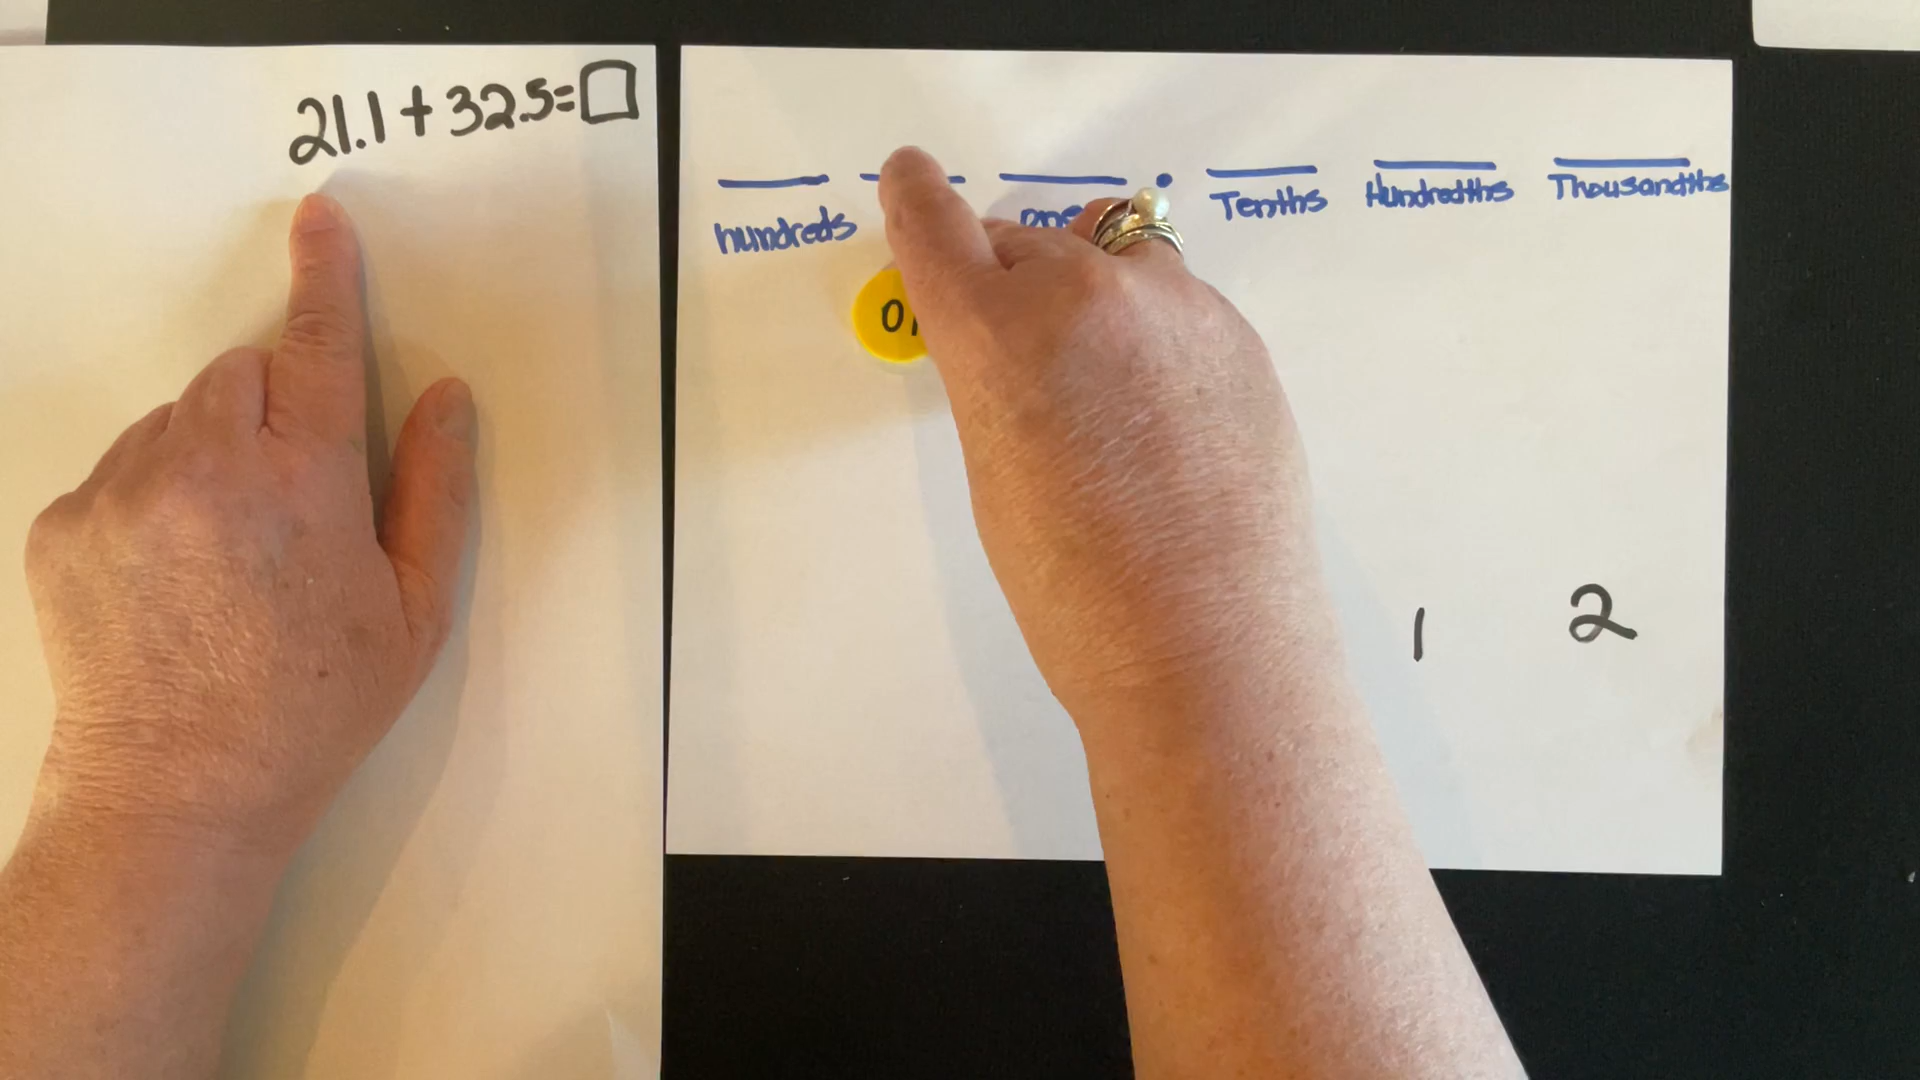 21.1 + 32.5 = □
hundreds . Tenths Hundredths Thousandths
1 2